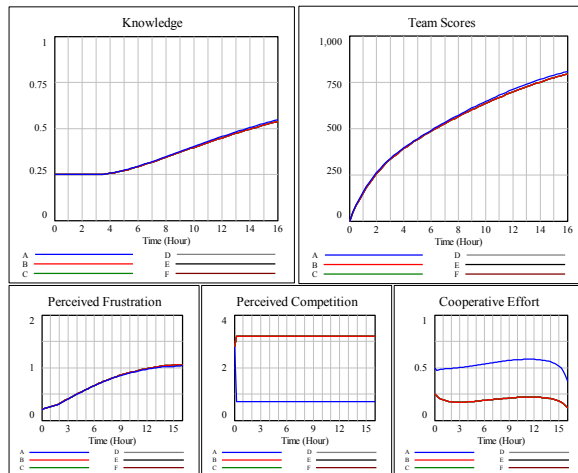 Knowledge
1
0.75
0.5
0.25
0
0 2 4 6 8 10 12 14 16
Time (Hour)
A
B
C
D
E
F
Team Scores
1,000
750
500
250
0
0 2 4 6 8 10 12 14 16
Time (Hour)
A
B
C
D
E
F
Perceived Frustration
2
1
0
0 3 6 9 12 15
Time (Hour)
A
B
C
D
E
F
Perceived Competition
4
2
0
0 3 6 9 12 15
Time (Hour)
A
B
C
D
E
F
Cooperative Effort
1
0.5
0
0 3 6 9 12 15
Time (Hour)
A
B
C
D
E
F